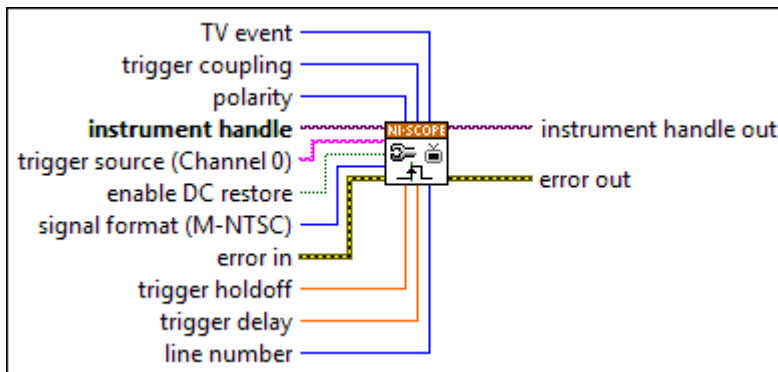 TV event
trigger coupling
polarity
instrument handle
trigger source (Channel 0)
enable DC restore
signal format (M-NTSC)
error in
trigger holdoff
trigger delay
line number
NI-SCOPE
instrument handle out
error out